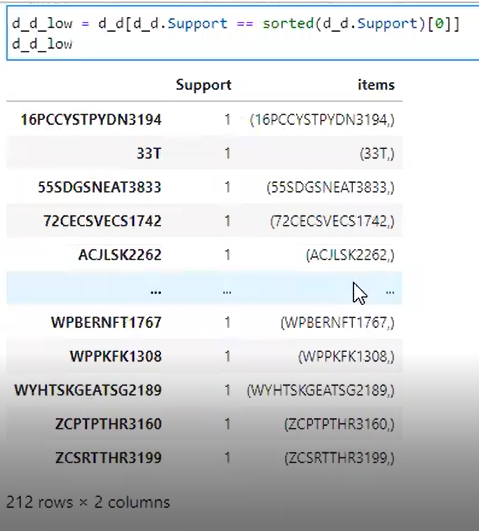 d_d_low = d_d[d_d.Support == sorted(d_d.Support)[0]]
d_d_low
Support items
16PCCYSTPYDN3194 1 (16PCCYSTPYDN3194,)
33T 1 (33T,)
55SDGSNEAT3833 1 (55SDGSNEAT3833,)
72CECSVECS1742 1 (72CECSVECS1742,)
ACJLSK2262 1 (ACJLSK2262,)
... ... ...
WPBERNFT1767 1 (WPBERNFT1767,)
WPPKFK1308 1 (WPPKFK1308,)
WYHTSKGEATSG2189 1 (WYHTSKGEATSG2189,)
ZCPTPTHR3160 1 (ZCPTPTHR3160,)
ZCSRTTHR3199 1 (ZCSRTTHR3199,)
212 rows × 2 columns